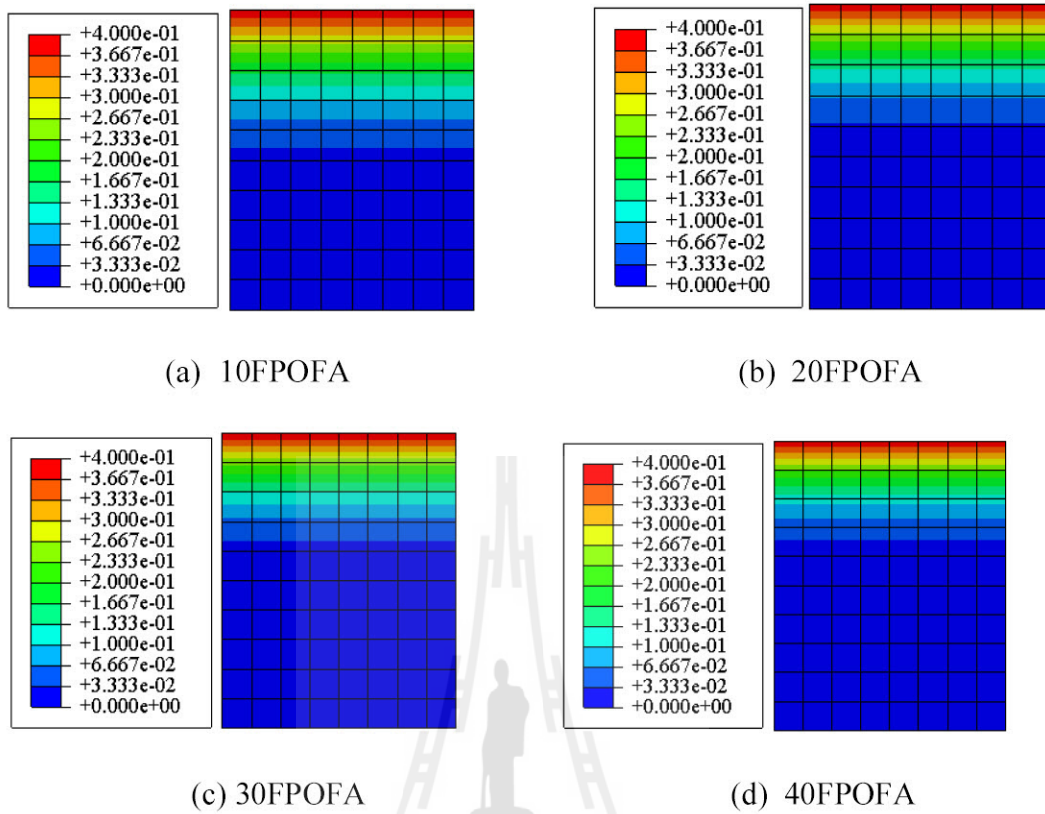 +4.000e-01
+3.667e-01
+3.333e-01
+3.000e-01
+2.667e-01
+2.333e-01
+2.000e-01
+1.667e-01
+1.333e-01
+1.000e-01
+6.667e-02
+3.333e-02
+0.000e+00
(a) 10FPOFA
+4.000e-01
+3.667e-01
+3.333e-01
+3.000e-01
+2.667e-01
+2.333e-01
+2.000e-01
+1.667e-01
+1.333e-01
+1.000e-01
+6.667e-02
+3.333e-02
+0.000e+00
(b) 20FPOFA
+4.000e-01
+3.667e-01
+3.333e-01
+3.000e-01
+2.667e-01
+2.333e-01
+2.000e-01
+1.667e-01
+1.333e-01
+1.000e-01
+6.667e-02
+3.333e-02
+0.000e+00
(c) 30FPOFA
+4.000e-01
+3.667e-01
+3.333e-01
+3.000e-01
+2.667e-01
+2.333e-01
+2.000e-01
+1.667e-01
+1.333e-01
+1.000e-01
+6.667e-02
+3.333e-02
+0.000e+00
(d) 40FPOFA